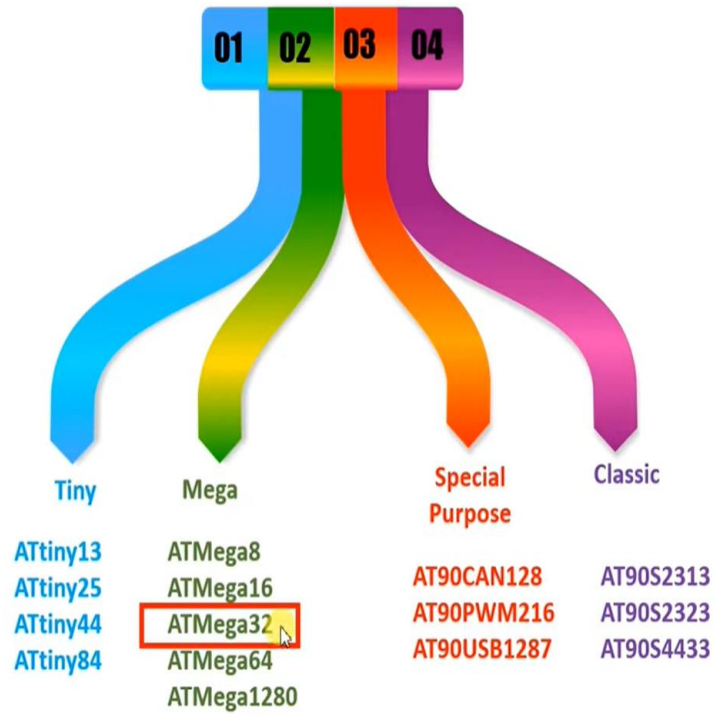 01 02 03 04
Tiny
ATtiny13
ATtiny25
ATtiny44
ATtiny84
Mega
ATMega8
ATMega16
ATMega32
ATMega64
ATMega1280
Special
Purpose
AT90CAN128
AT90PWM216
AT90USB1287
Classic
AT90S2313
AT90S2323
AT90S4433